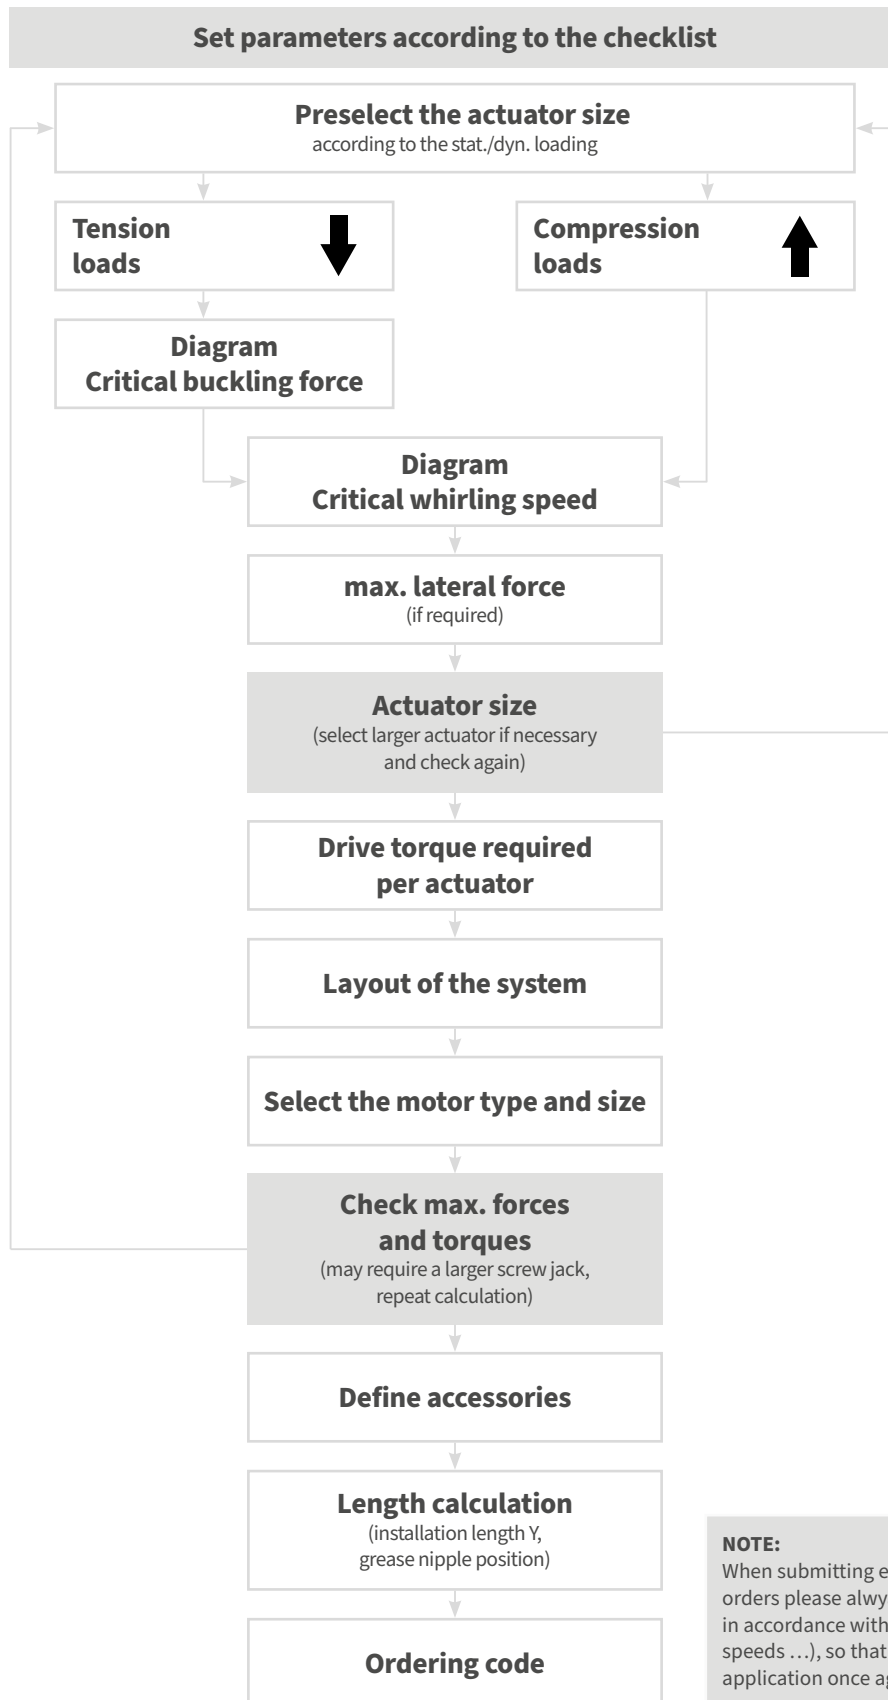 Set parameters according to the checklist
Preselect the actuator size
according to the stat./dyn. loading
Tension
loads
Compression
loads
Diagram
Critical buckling force
Diagram
Critical whirling speed
max. lateral force
(if required)
Actuator size
(select larger actuator if necessary
and check again)
Drive torque required
per actuator
Layout of the system
Select the motor type and size
Check max. forces
and torques
(may require a larger screw jack,
repeat calculation)
Define accessories
Length calculation
(installation length Y,
grease nipple position)
Ordering code
NOTE:
When submitting
orders please alwy
in accordance with
speeds ...), so that
application once